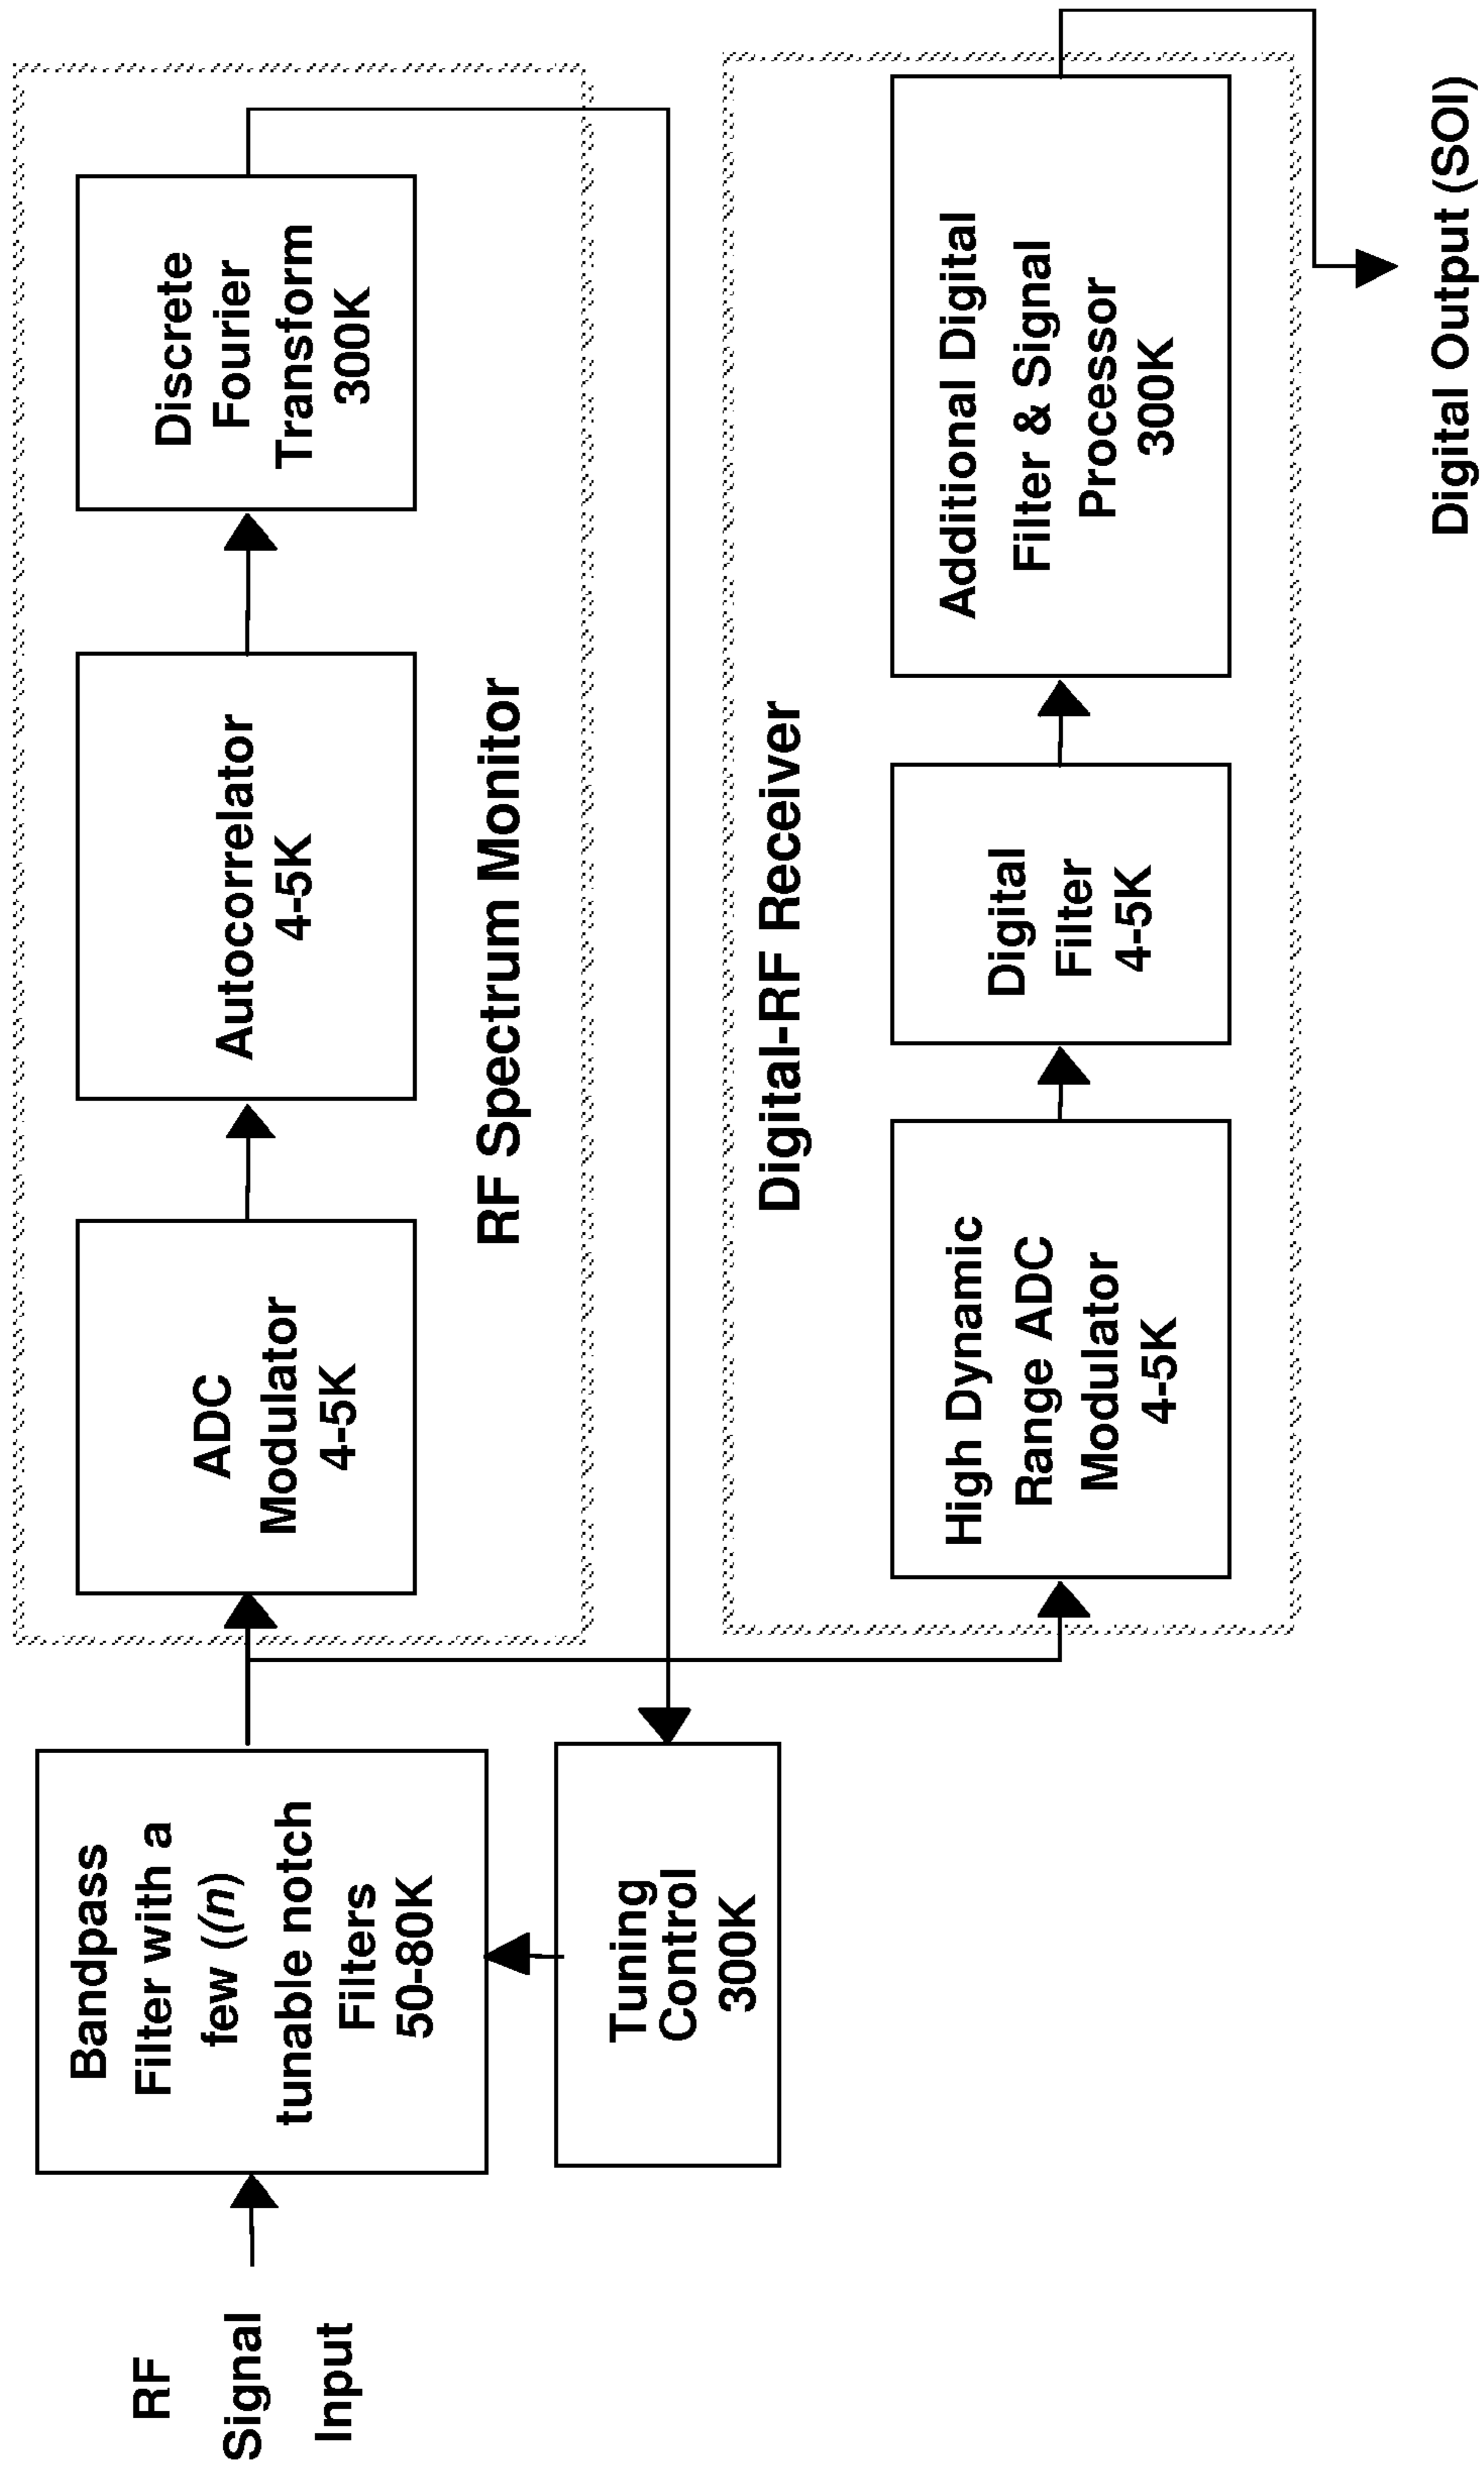 RF
Signal
Input
Bandpass
Filter with a
few ((n)
tunable notch
Filters
50-80K
Tuning
Control
300K
ADC
Modulator
4-5K
Autocorrelator
4-5K
Discrete
Fourier
Transform
300K
RF Spectrum Monitor
Digital-RF Receiver
High Dynamic
Range ADC
Modulator
4-5K
Digital
Filter
4-5K
Additional Digital
Filter & Signal
Processor
300K
Digital Output (SOI)